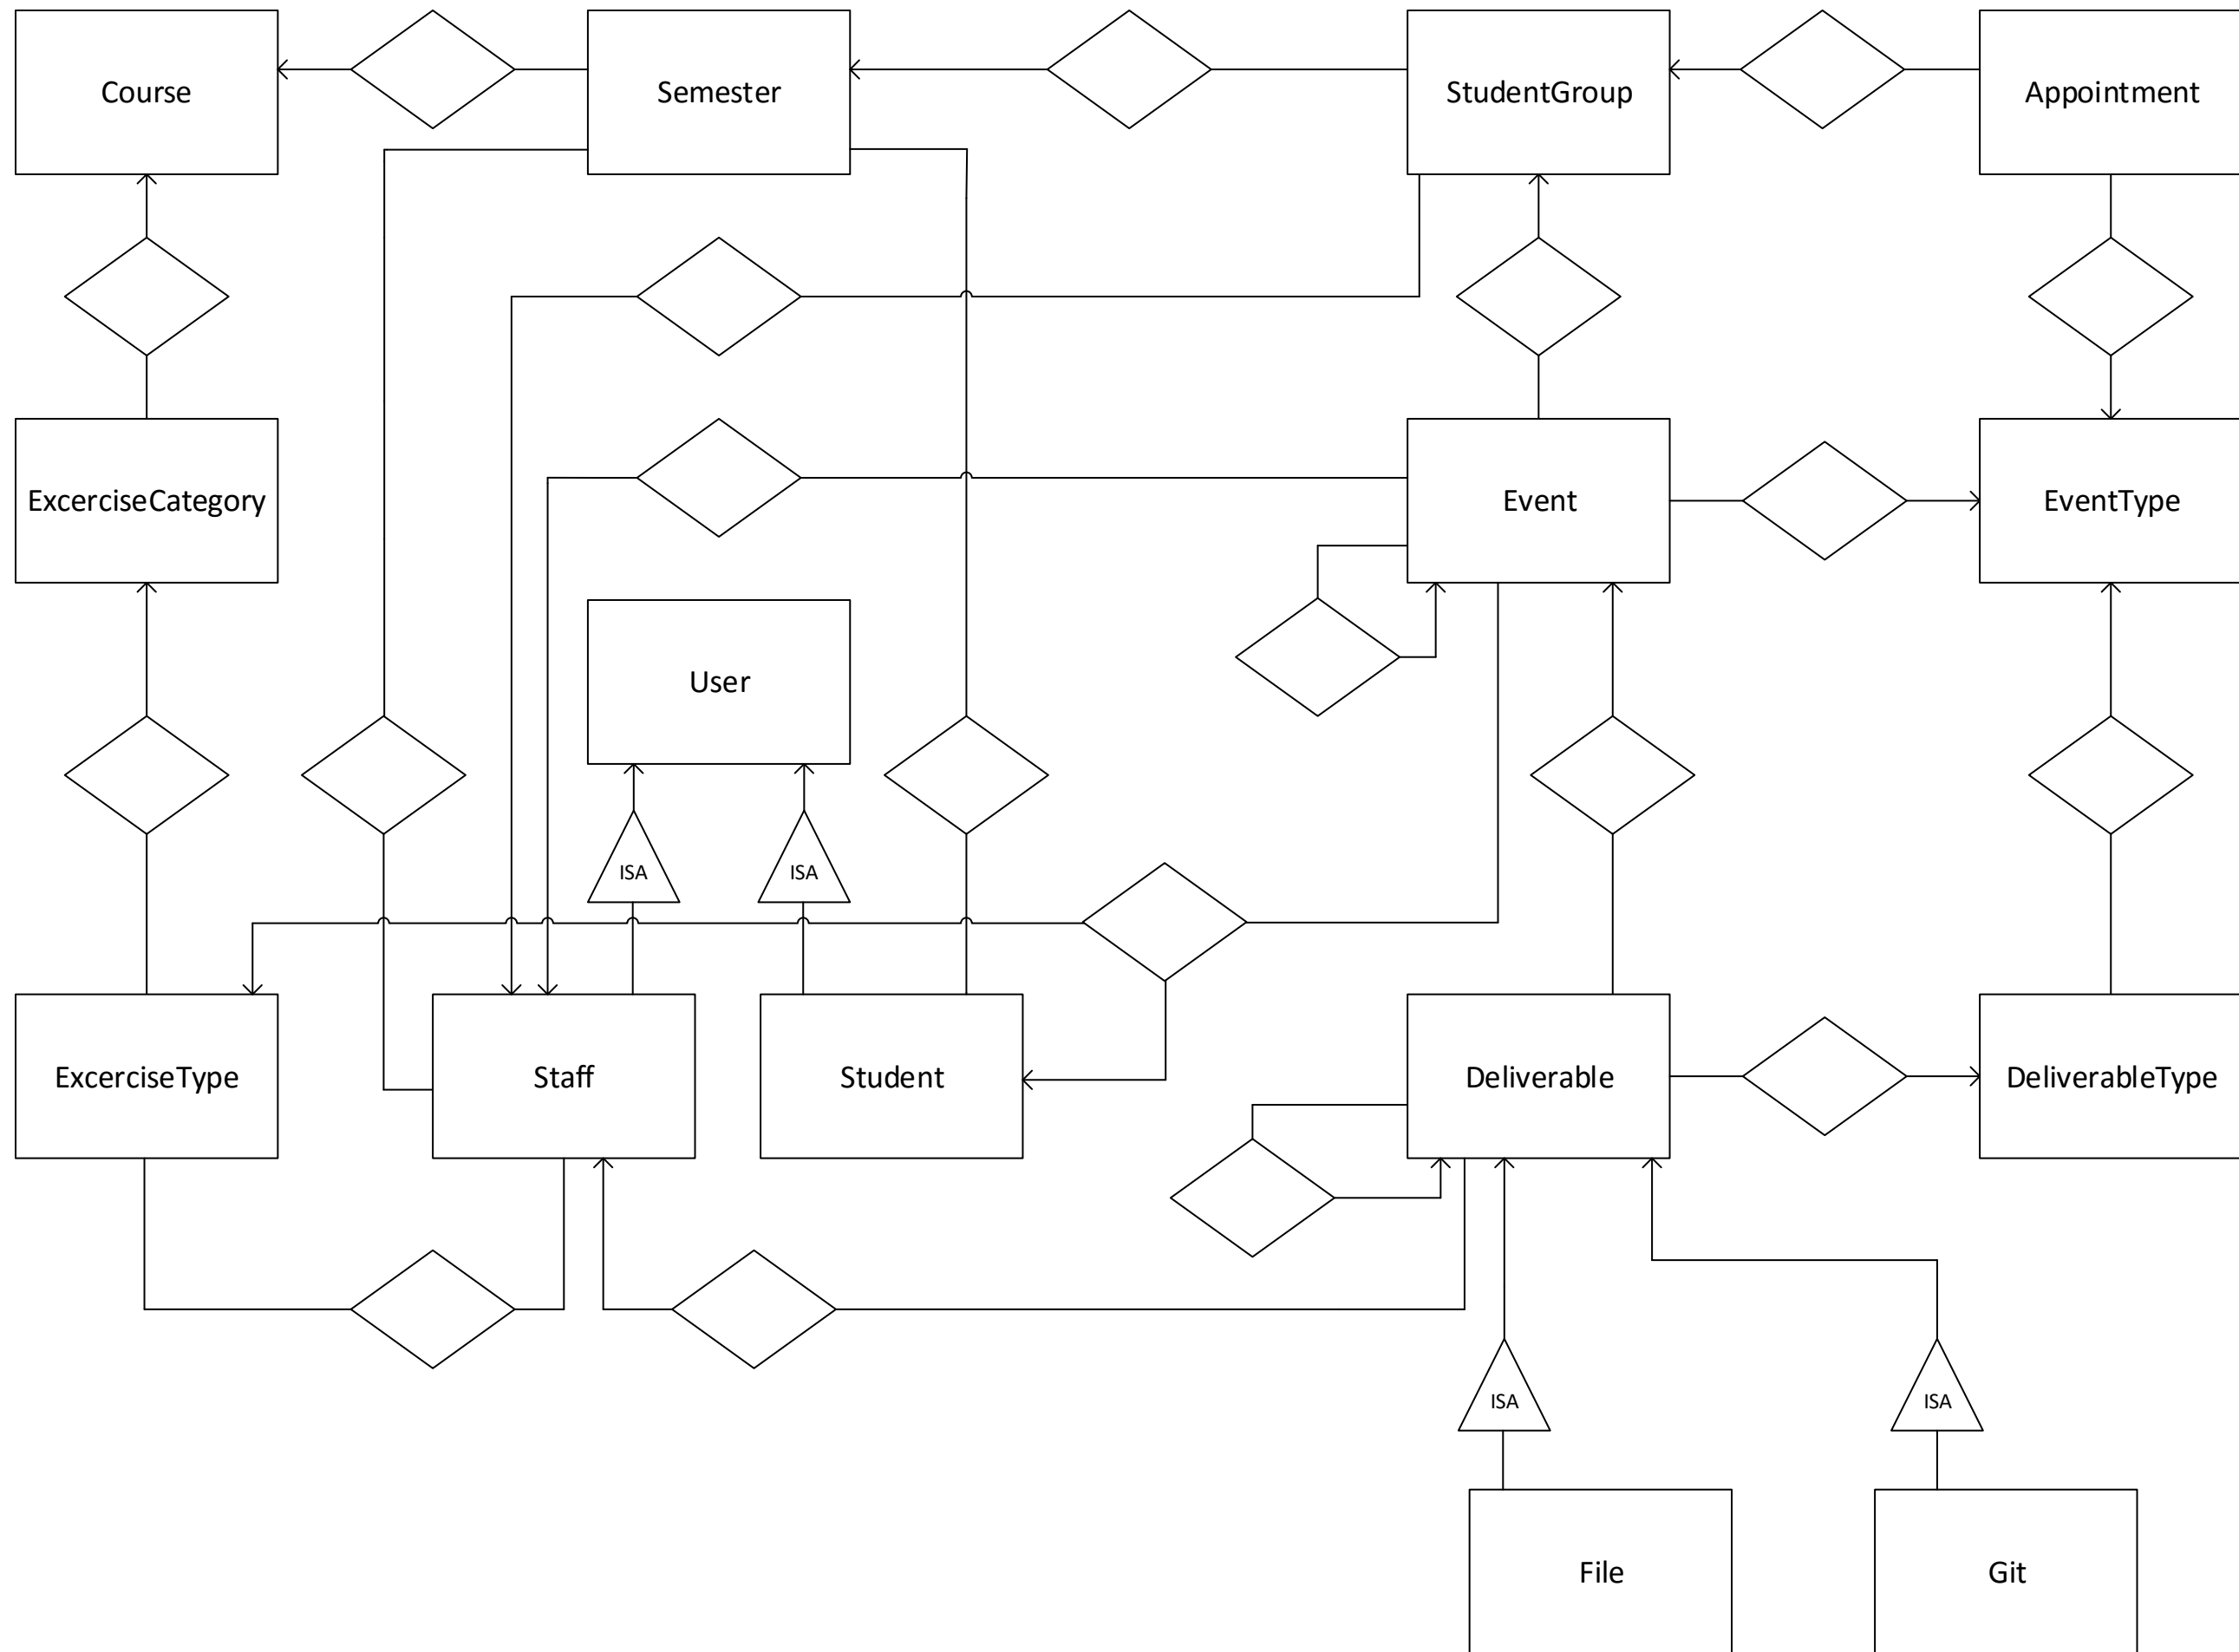 Course
Semester
StudentGroup
Appointment
ExcerciseCategory
Event
EventType
User
ISA
ISA
ExcerciseType
Staff
Student
Deliverable
DeliverableType
ISA
ISA
File
Git